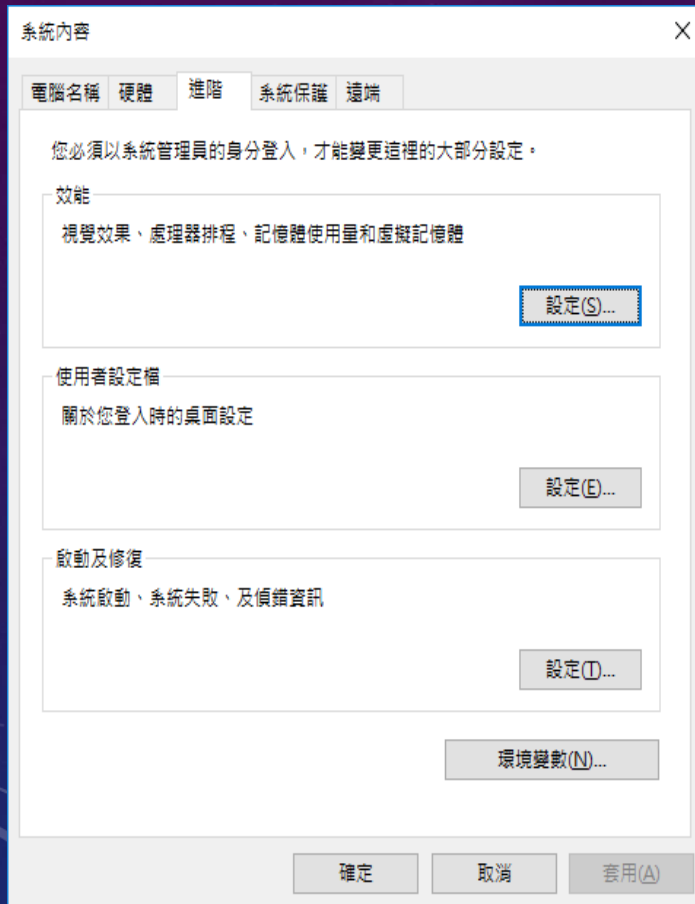 系統內容
電腦名稱 硬體 進階 系統保護 遠端
您必須以系統管理員的身分登入，才能變更這裡的大部分設定。
效能
視覺效果、處理器排程、記憶體使用量和虛擬記憶體
設定(S)...
使用者設定檔
關於您登入時的桌面設定
設定(E)...
啟動及修復
系統啟動、系統失敗、及偵錯資訊
設定(T)...
環境變數(N)...
確定 取消 套用(A)